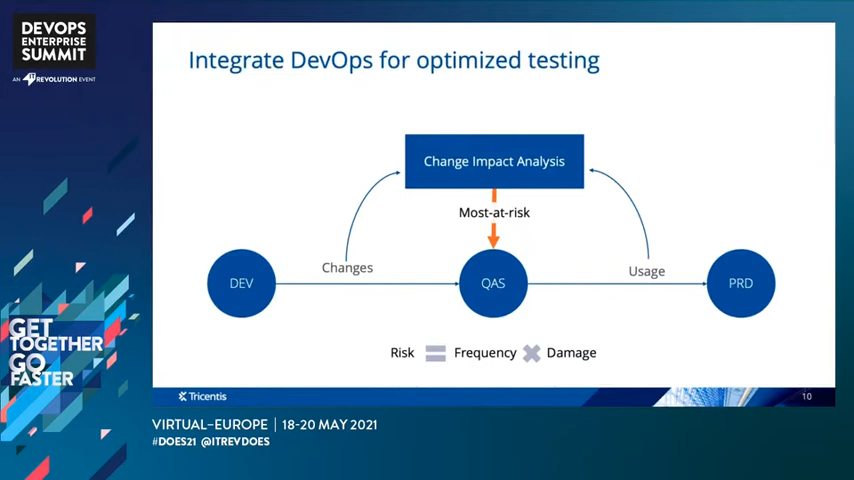 DEVOPS
ENTERPRISE
SUMMIT
AN IT REVOLUTION EVENT
Integrate DevOps for optimized testing
Change Impact Analysis
Most-at-risk
Changes
Usage
DEV
QAS
PRD
Risk = Frequency × Damage
GET
TOGETHER
GO
FASTER
Tricentis
10
VIRTUAL-EUROPE | 18-20 MAY 2021
#DOES21 @ITREVDOES